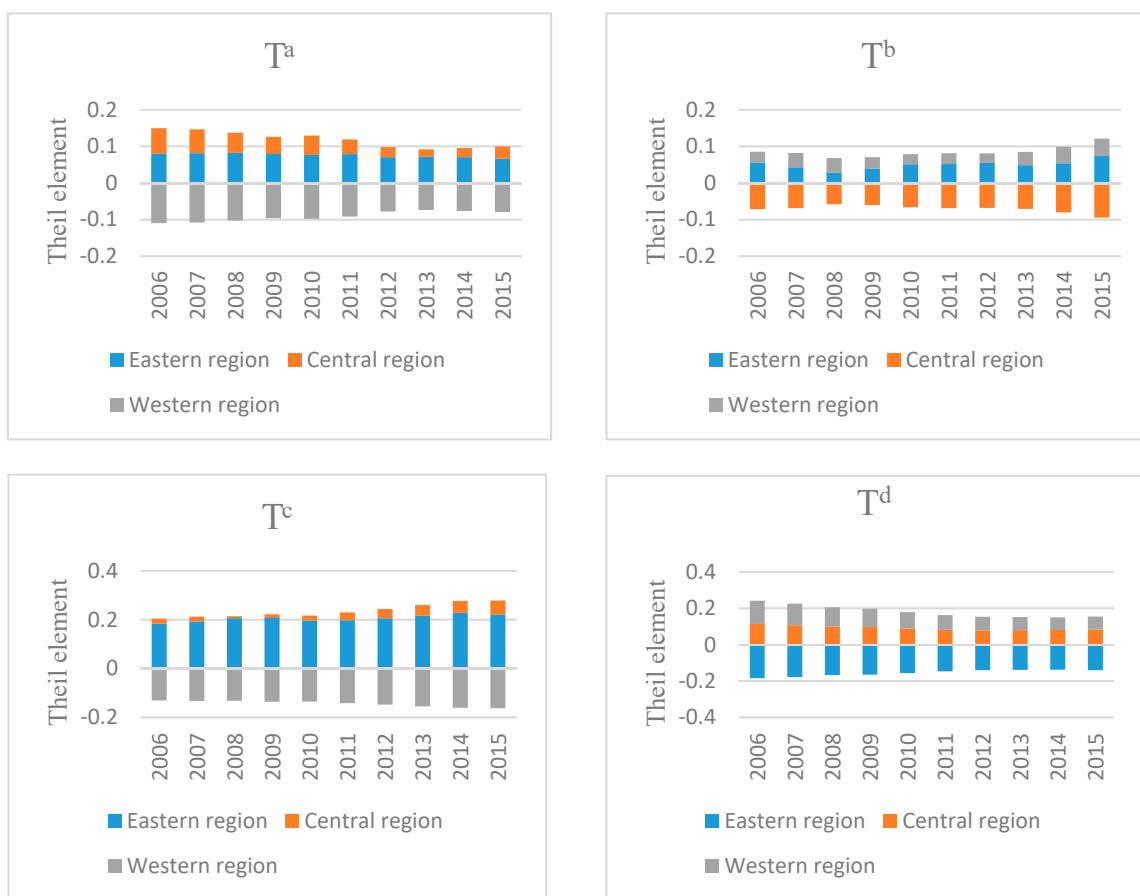 Tᵃ
Theil element
0.2
0.1
0
-0.1
-0.2
2006 2007 2008 2009 2010 2011 2012 2013 2014 2015
Eastern region Central region
Western region
Tᵇ
Theil element
0.2
0.1
0
-0.1
-0.2
2006 2007 2008 2009 2010 2011 2012 2013 2014 2015
Eastern region Central region
Western region
Tᶜ
Theil element
0.4
0.2
0
-0.2
2006 2007 2008 2009 2010 2011 2012 2013 2014 2015
Eastern region Central region
Western region
Tᵈ
Theil element
0.4
0.2
0
-0.2
-0.4
2006 2007 2008 2009 2010 2011 2012 2013 2014 2015
Eastern region Central region
Western region